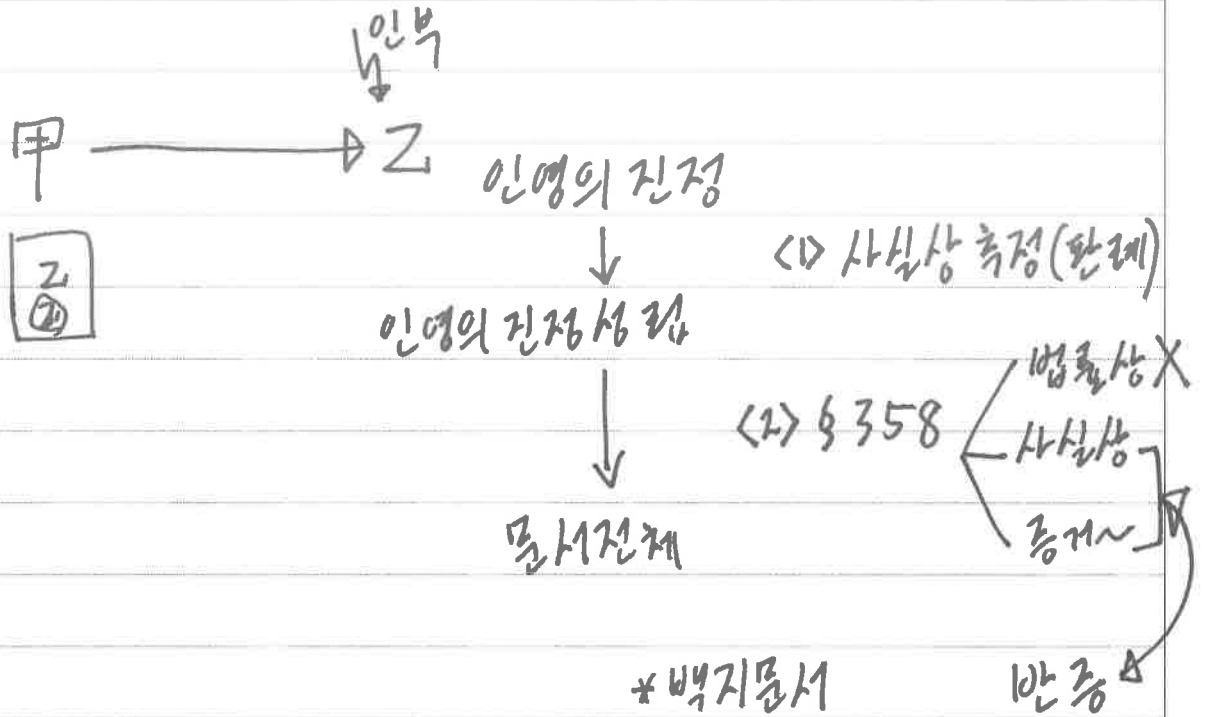 인부
甲 → 乙
인영의 진정
↓ <1> 사실상 추정(판례)
乙
인영의 진정성립
법률상 X
↓ <2> §358 사실상
증거~
문서전체
*백지문서 반증